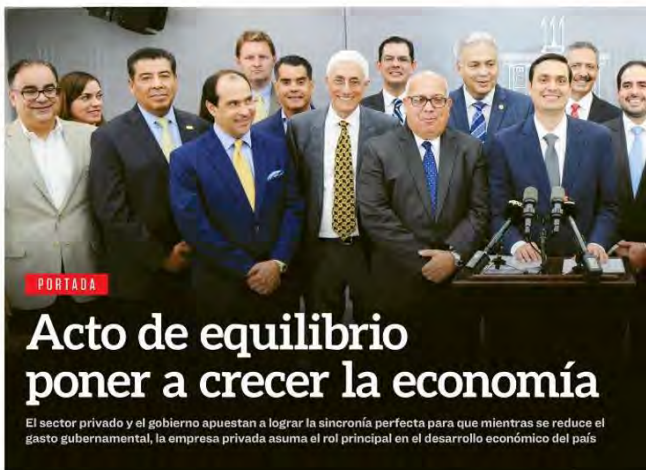 PORTADA
Acto de equilibrio
poner a crecer la economía
El sector privado y el gobierno apuestan a lograr la sincronía perfecta para que mientras se reduce el
gasto gubernamental, la empresa privada asuma el rol principal en el desarrollo económico del país